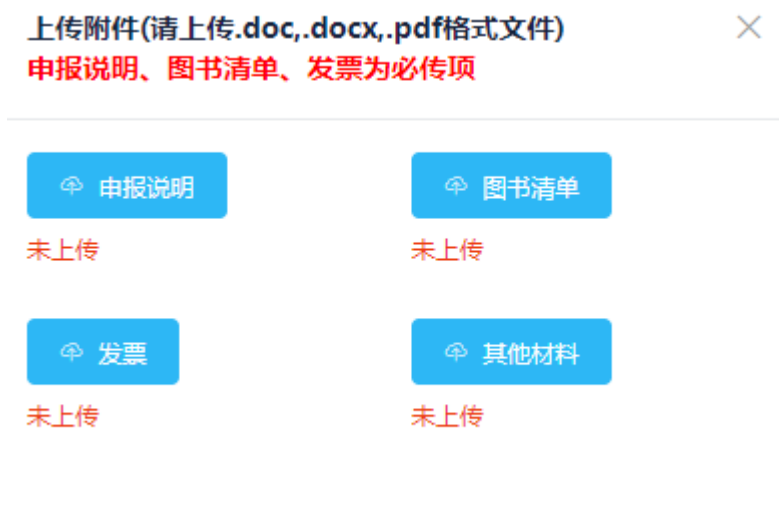 上传附件(请上传.doc,.docx,.pdf格式文件)
申报说明、图书清单、发票为必传项
申报说明
图书清单
未上传
未上传
发票
其他材料
未上传
未上传